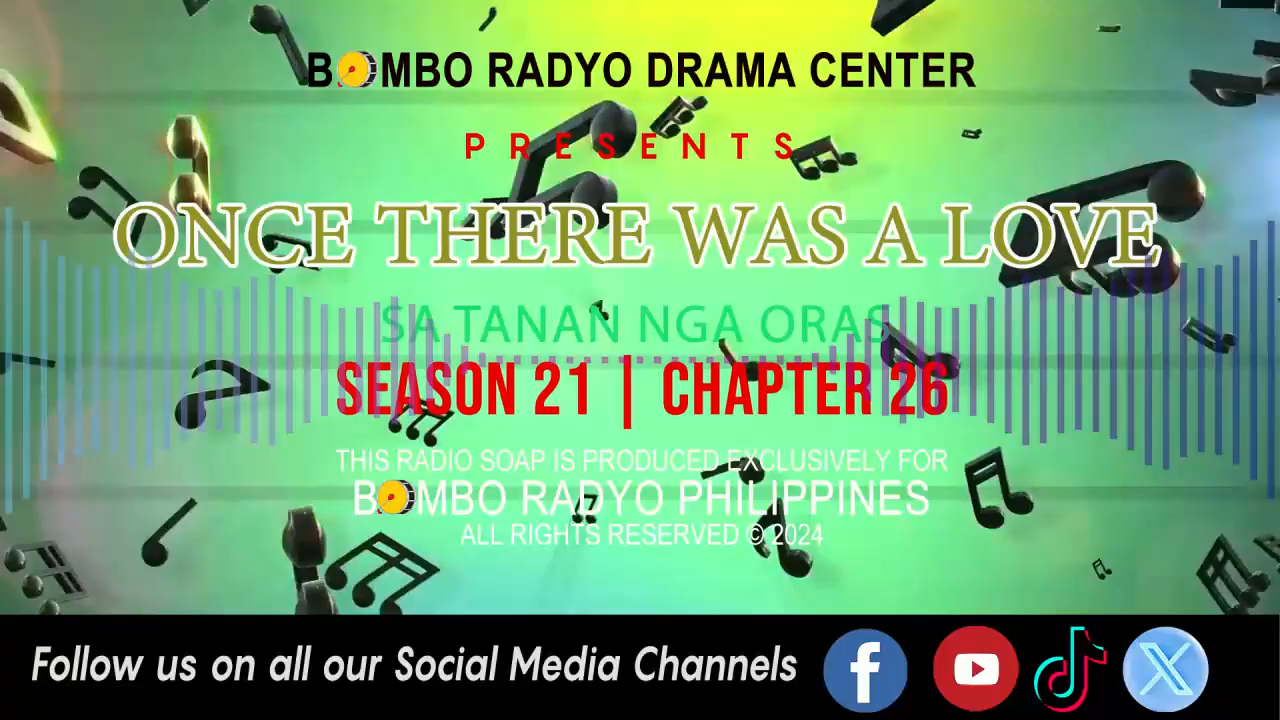 BOMBO RADYO DRAMA CENTER
PRESENTS
ONCE THERE WAS A LOVE
SA TANAN NGA ORAS
SEASON 21 | CHAPTER 26
THIS RADIO SOAP IS PRODUCED EXCLUSIVELY FOR
BOMBO RADYO PHILIPPINES
ALL RIGHTS RESERVED © 2024
Follow us on all our Social Media Channels